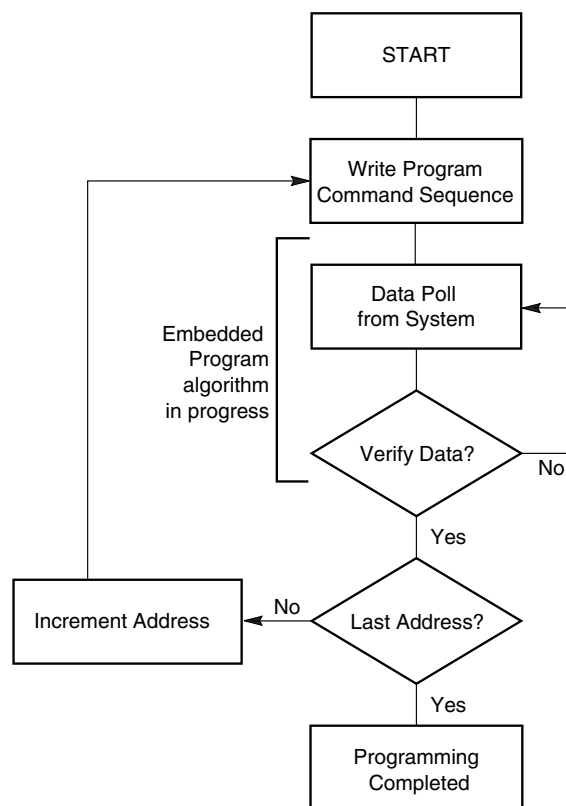 START
Write Program
Command Sequence
Data Poll
from System
Embedded
Program
algorithm
in progress
Verify Data?
No
Yes
Last Address?
No
Increment Address
Yes
Programming
Completed